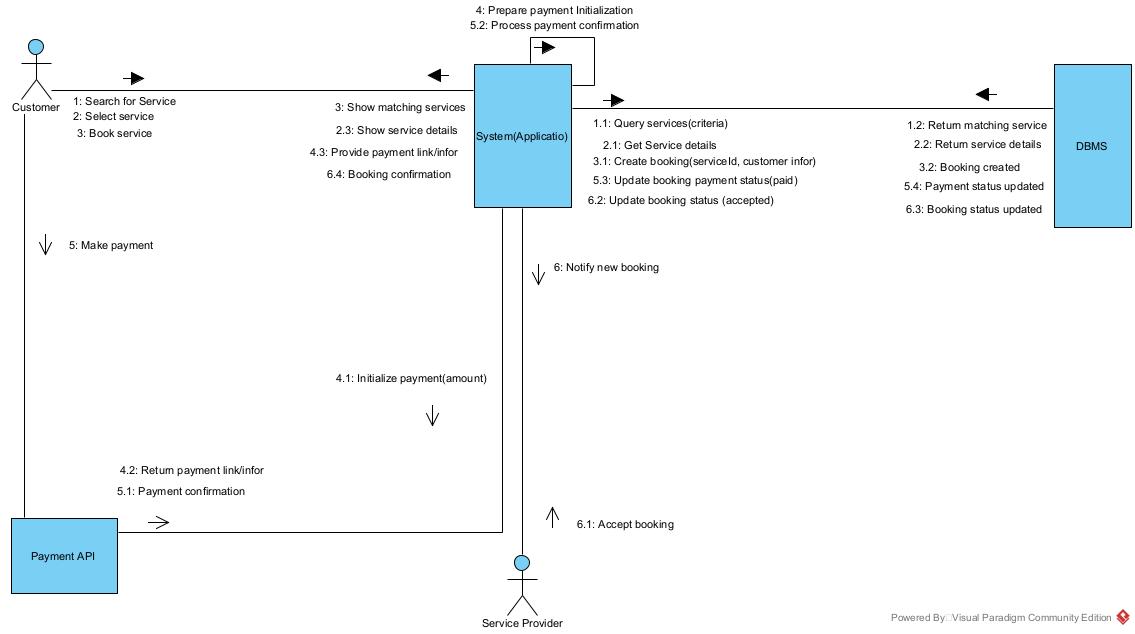 4: Prepare payment Initialization
5.2: Process payment confirmation
Customer
1: Search for Service
2: Select service
3: Book service
3: Show matching services
2.3: Show service details
4.3: Provide payment link/infor
6.4: Booking confirmation
System(Applicatio)
1.1: Query services(criteria)
2.1: Get Service details
3.1: Create booking(serviceId, customer infor)
5.3: Update booking payment status(paid)
6.2: Update booking status (accepted)
1.2: Return matching service
2.2: Return service details
3.2: Booking created
5.4: Payment status updated
6.3: Booking status updated
DBMS
5: Make payment
6: Notify new booking
4.1: Initialize payment(amount)
4.2: Return payment link/infor
5.1: Payment confirmation
6.1: Accept booking
Payment API
Service Provider
Powered By Visual Paradigm Community Edition